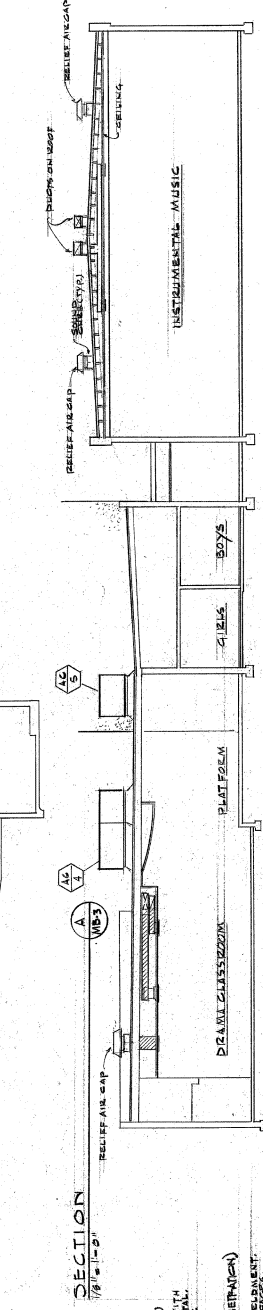 RELIEF AIR CAP
DUCTS ON ROOF
SOUND
(TYP.)
RELIEF AIR CAP
CEILING
INSTRUMENTAL MUSIC
BOYS
GIRLS
AC
5
AC
4
PLATFORM
DRAMA CLASSROOM
RELIEF AIR CAP
A
MB-3
SECTION
1/8" = 1'-0"